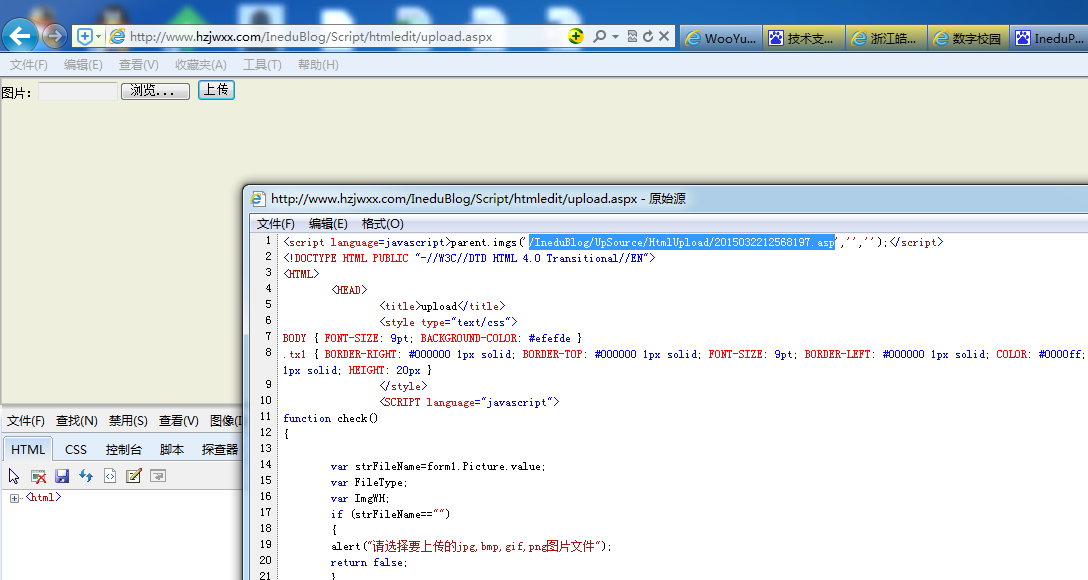 http://www.hzjwxx.com/IneduBlog/Script/htmledit/upload.aspx
WooYu...
技术支...
浙江皓...
数字校园
IneduP...
文件(F) 编辑(E) 查看(V) 收藏夹(A) 工具(T) 帮助(H)
图片: 浏览... 上传
http://www.hzjwxx.com/IneduBlog/Script/htmledit/upload.aspx - 原始源
文件(F) 编辑(E) 格式(O)
1 <script language=javascript>parent.imgs('/IneduBlog/UpSource/HtmlUpload/2015032212568197.asp','','');</script>
2 <!DOCTYPE HTML PUBLIC "-//W3C//DTD HTML 4.0 Transitional//EN">
3 <HTML>
4 <HEAD>
5 <title>upload</title>
6 <style type="text/css">
7 BODY { FONT-SIZE: 9pt; BACKGROUND-COLOR: #efefde }
8 .tx1 { BORDER-RIGHT: #000000 1px solid; BORDER-TOP: #000000 1px solid; FONT-SIZE: 9pt; BORDER-LEFT: #000000 1px solid; COLOR: #0000ff;
1px solid; HEIGHT: 20px }
9 </style>
10 <SCRIPT language="javascript">
11 function check()
12 {
13
14 var strFileName=form1.Picture.value;
15 var FileType;
16 var ImgWH;
17 if (strFileName=="")
18 {
19 alert("请选择要上传的jpg,bmp,gif,png图片文件");
20 return false;
21 }
文件(F) 查找(N) 禁用(S) 查看(V) 图像(I
HTML CSS 控制台 脚本 探查器
<html>